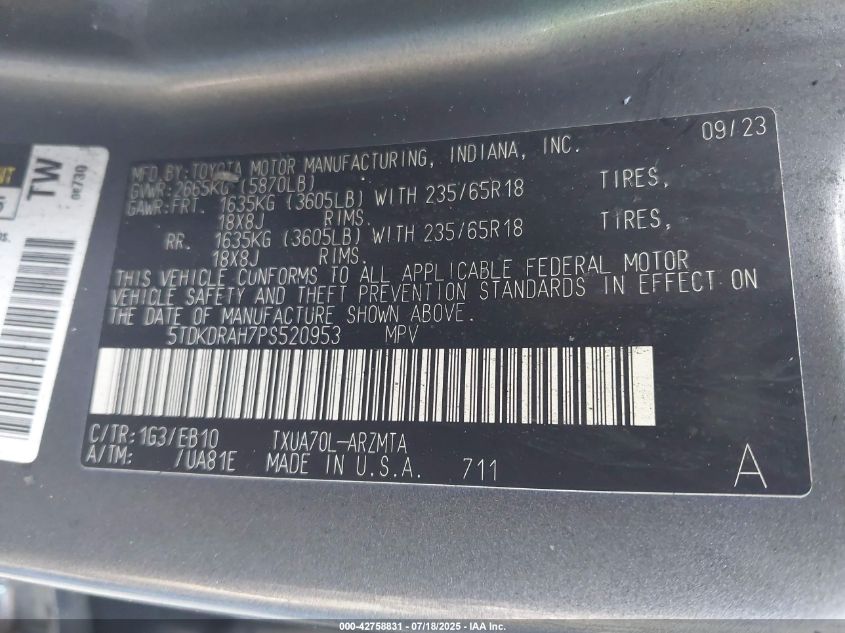 09/23
MFD.BY:TOYOTA MOTOR MANUFACTURING, INDIANA, INC.
GVWR:2665KG (5870LB)
GAWR:FRT. 1635KG (3605LB) WITH 235/65R18 TIRES,
18X8J RIMS.
RR. 1635KG (3605LB) WITH 235/65R18 TIRES,
18X8J RIMS.
THIS VEHICLE CONFORMS TO ALL APPLICABLE FEDERAL MOTOR
VEHICLE SAFETY AND THEFT PREVENTION STANDARDS IN EFFECT ON
THE DATE OF MANUFACTURE SHOWN ABOVE.
5TDKDRAH7PS520953 MPV
C/TR:1G3/EB10 TXUA70L-ARZMTA
A/TM: /UA81E MADE IN U.S.A. 711
A
TW
000-42758831 - 07/18/2025 - IAA Inc.